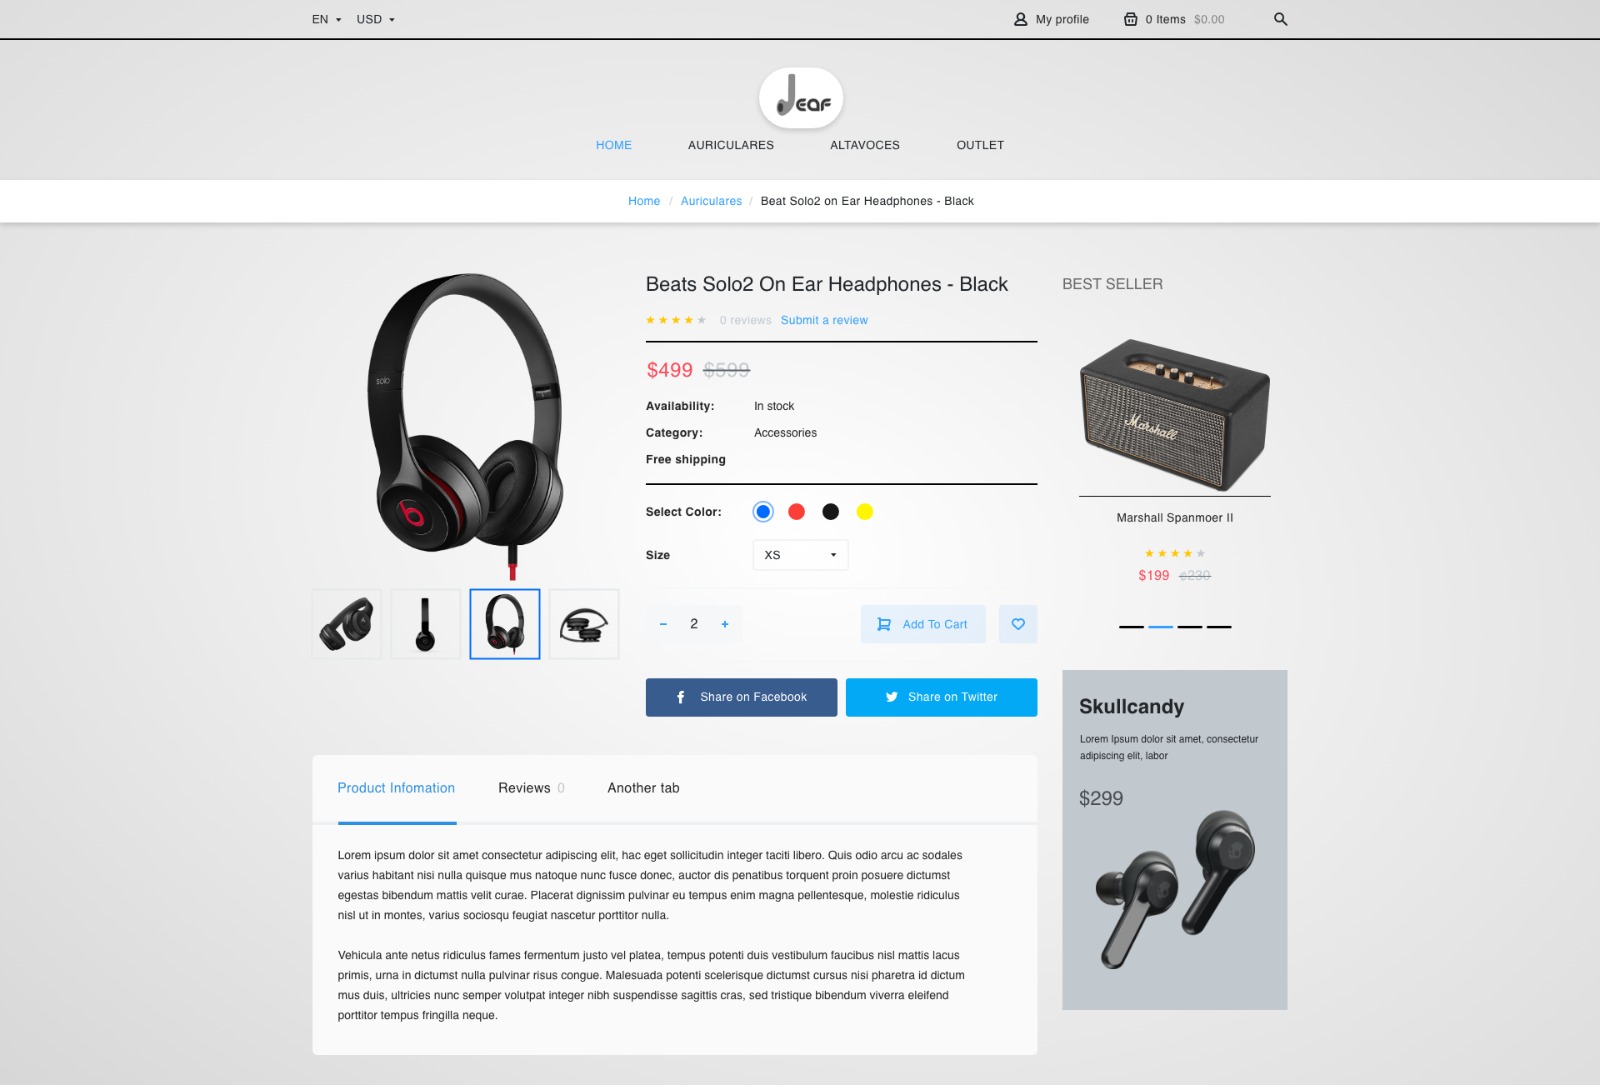 EN USD My profile 0 Items $0.00
Jear
HOME AURICULARES ALTAVOCES OUTLET
Home / Auriculares / Beat Solo2 on Ear Headphones - Black
solo
b
Beats Solo2 On Ear Headphones - Black
0 reviews Submit a review
$499 $599
Availability: In stock
Category: Accessories
Free shipping
Select Color:
Size XS
- 2 + Add To Cart
Share on Facebook Share on Twitter
BEST SELLER
Marshall
Marshall Spanmoer II
$199 ¢230
Skullcandy
Lorem Ipsum dolor sit amet, consectetur
adipiscing elit, labor
$299
Product Infomation Reviews 0 Another tab
Lorem ipsum dolor sit amet consectetur adipiscing elit, hac eget sollicitudin integer taciti libero. Quis odio arcu ac sodales
varius habitant nisi nulla quisque mus natoque nunc fusce donec, auctor dis penatibus torquent proin posuere dictumst
egestas bibendum mattis velit curae. Placerat dignissim pulvinar eu tempus enim magna pellentesque, molestie ridiculus
nisl ut in montes, varius sociosqu feugiat nascetur porttitor nulla.
Vehicula ante netus ridiculus fames fermentum justo vel platea, tempus potenti duis vestibulum faucibus nisl mattis lacus
primis, urna in dictumst nulla pulvinar risus congue. Malesuada potenti scelerisque dictumst cursus nisi pharetra id dictum
mus duis, ultricies nunc semper volutpat integer nibh suspendisse sagittis cras, sed tristique bibendum viverra eleifend
porttitor tempus fringilla neque.